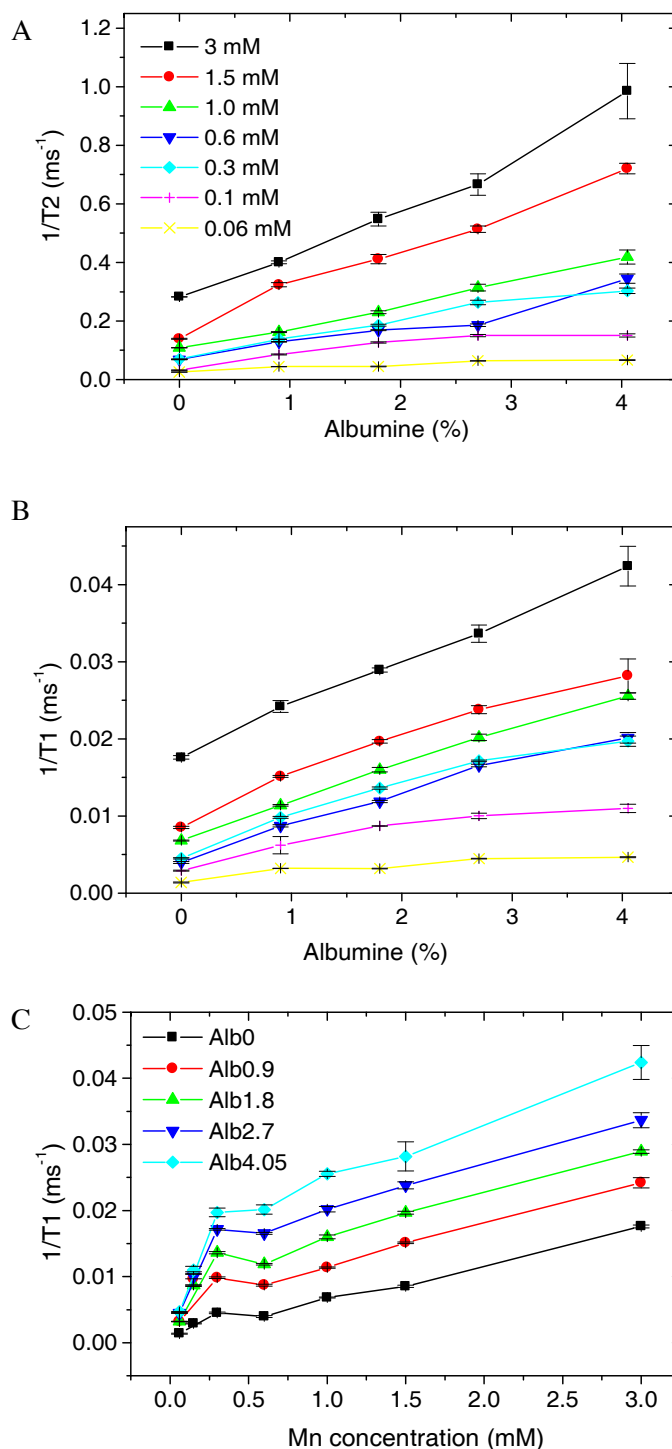 A
1.2
1.0
0.8
0.6
0.4
0.2
0.0
1/T2 (ms-1)
3 mM
1.5 mM
1.0 mM
0.6 mM
0.3 mM
0.1 mM
0.06 mM
0 1 2 3 4
Albumine (%)
B
0.04
0.03
0.02
0.01
0.00
1/T1 (ms-1)
0 1 2 3 4
Albumine (%)
C
0.05
0.04
0.03
0.02
0.01
0.00
1/T1 (ms-1)
Alb0
Alb0.9
Alb1.8
Alb2.7
Alb4.05
0.0 0.5 1.0 1.5 2.0 2.5 3.0
Mn concentration (mM)